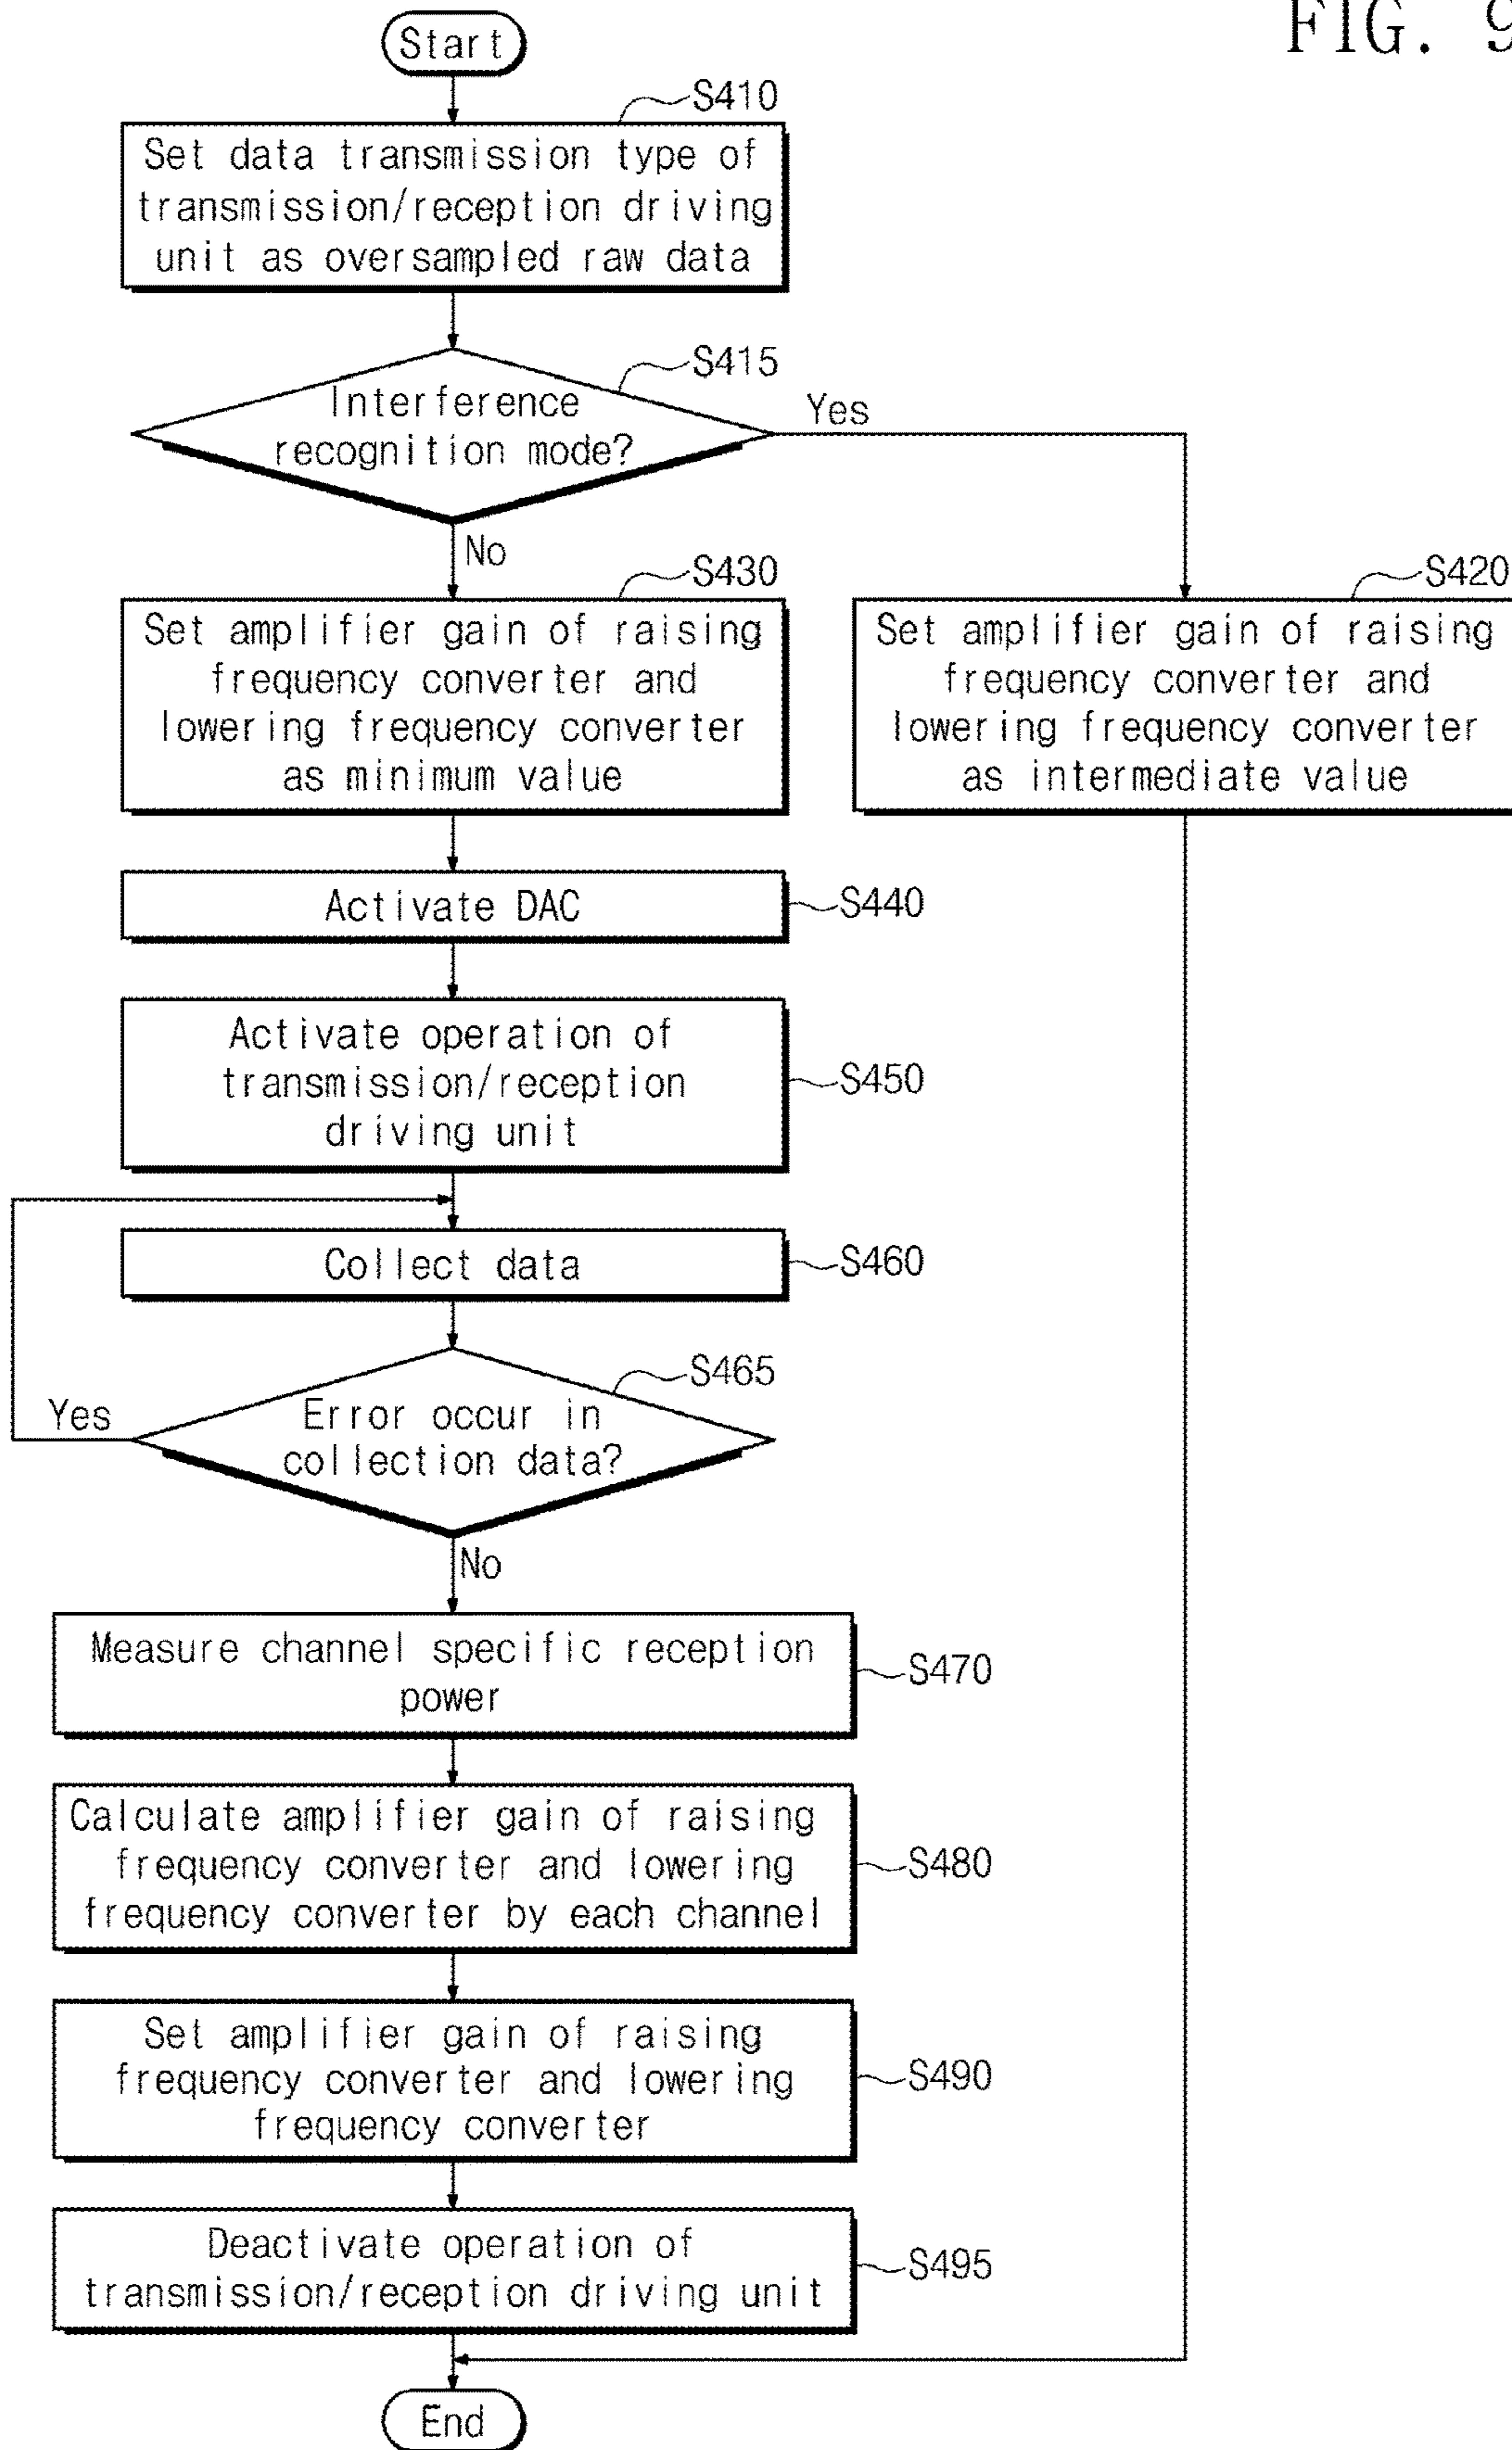 FIG. 9
Start
S410
Set data transmission type of
transmission/reception driving
unit as oversampled raw data
S415
Interference
recognition mode?
Yes
No
S430
Set amplifier gain of raising
frequency converter and
lowering frequency converter
as minimum value
S420
Set amplifier gain of raising
frequency converter and
lowering frequency converter
as intermediate value
Activate DAC
S440
Activate operation of
transmission/reception
driving unit
S450
Collect data
S460
S465
Error occur in
collection data?
Yes
No
Measure channel specific reception
power
S470
Calculate amplifier gain of raising
frequency converter and lowering
frequency converter by each channel
S480
Set amplifier gain of raising
frequency converter and lowering
frequency converter
S490
Deactivate operation of
transmission/reception driving unit
S495
End